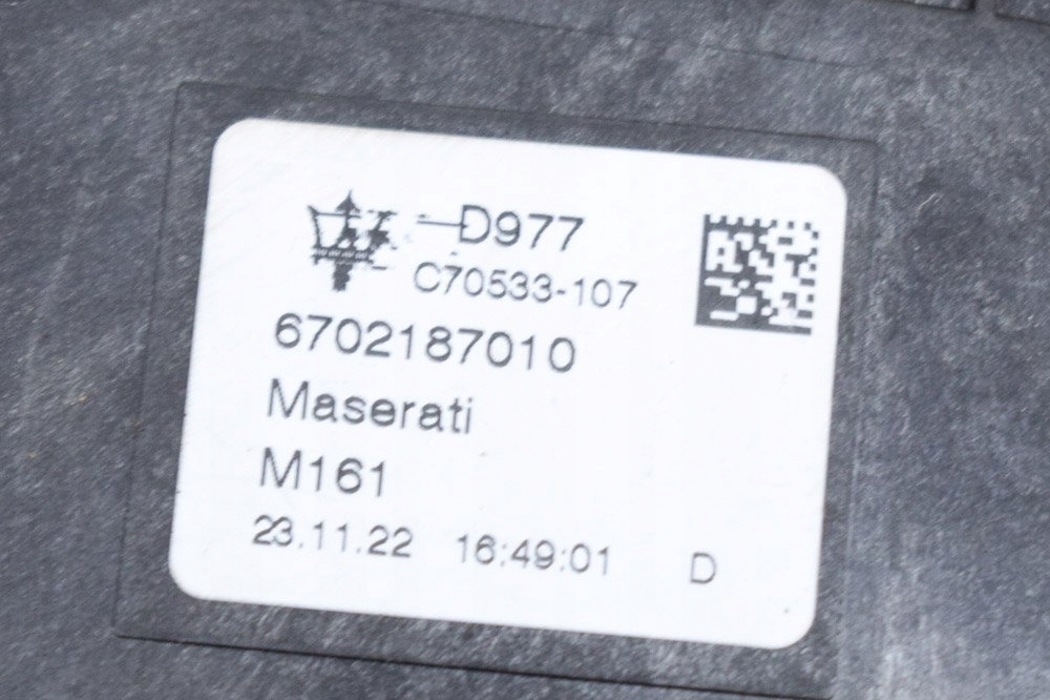 D977
C70533-107
6702187010
Maserati
M161
23.11.22 16:49:01 D